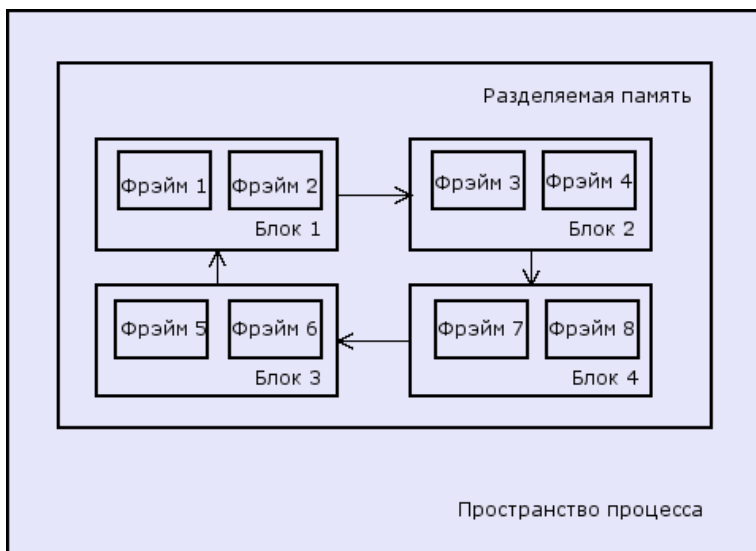 Разделяемая память
Фрэйм 1
Фрэйм 2
Блок 1
Фрэйм 3
Фрэйм 4
Блок 2
Фрэйм 5
Фрэйм 6
Блок 3
Фрэйм 7
Фрэйм 8
Блок 4
Пространство процесса